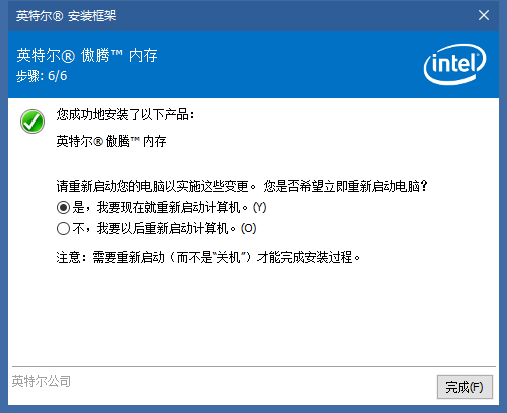 英特尔® 安装框架
英特尔® 傲腾™ 内存
步骤: 6/6
intel
您成功地安装了以下产品：
英特尔® 傲腾™ 内存
请重新启动您的电脑以实施这些变更。 您是否希望立即重新启动电脑？
是，我要现在就重新启动计算机。(Y)
不，我要以后重新启动计算机。(O)
注意：需要重新启动（而不是“关机”）才能完成安装过程。
英特尔公司
完成(F)